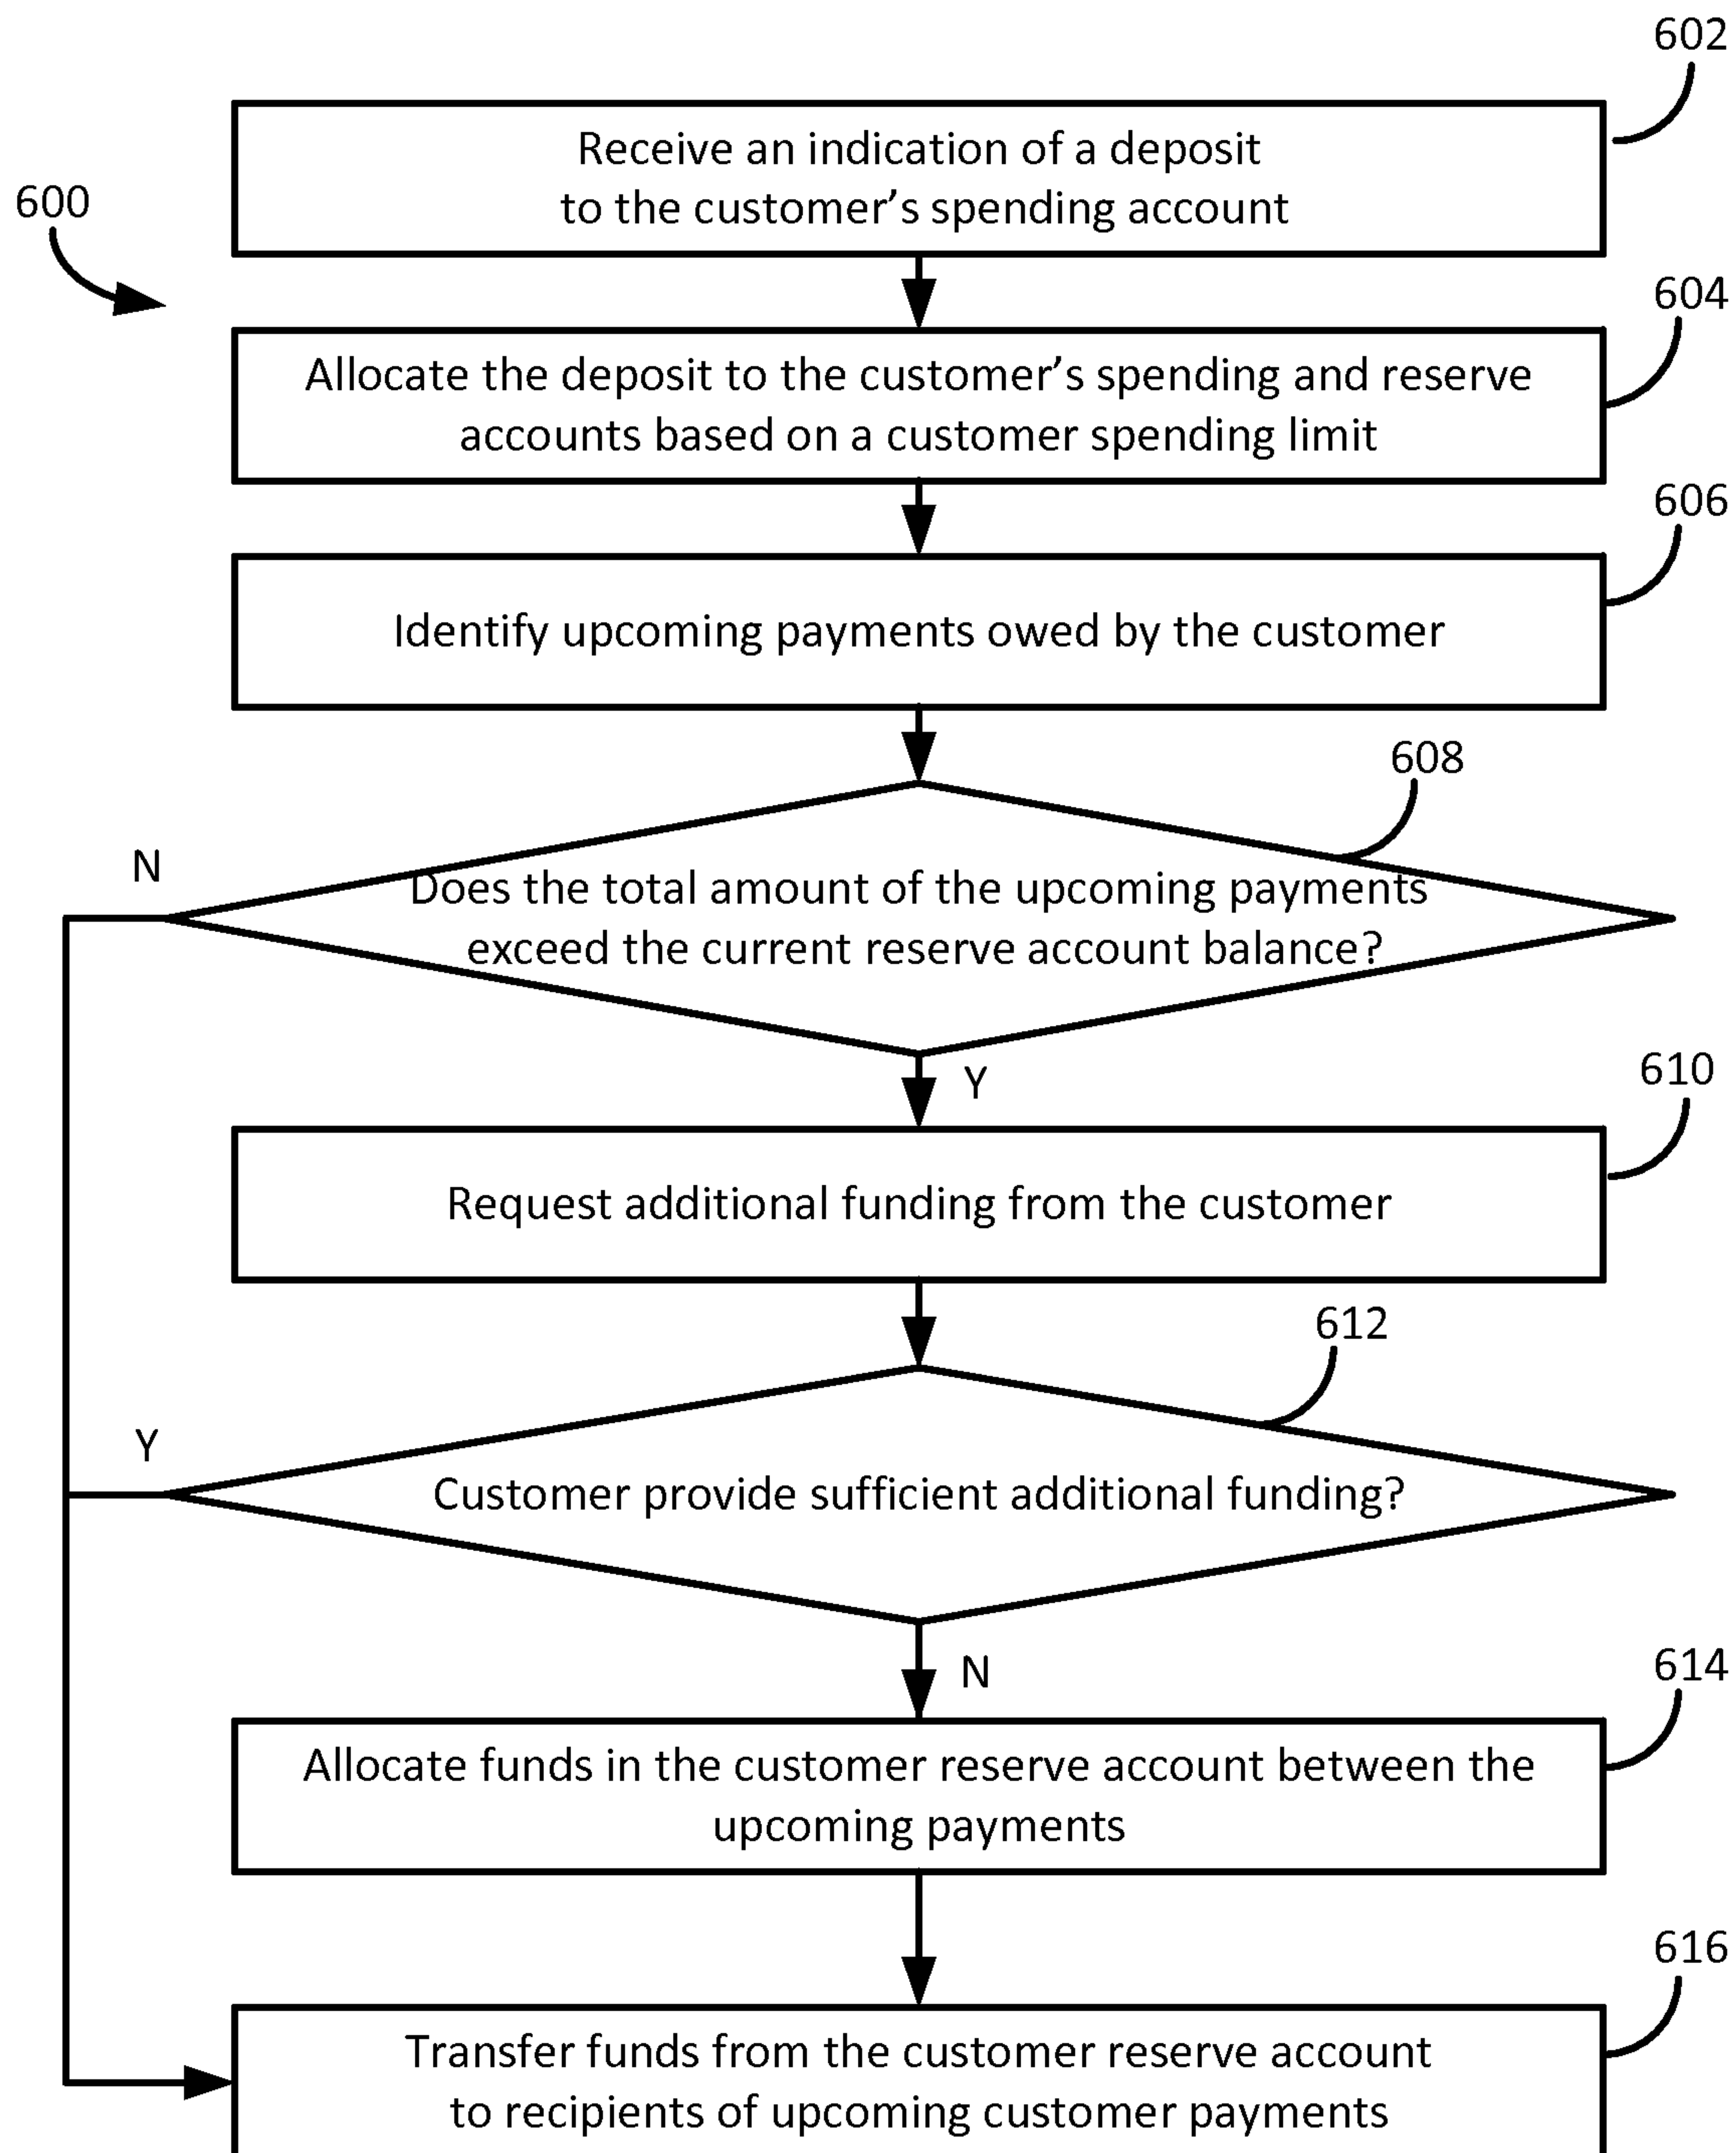 602
Receive an indication of a deposit
to the customer’s spending account
600
604
Allocate the deposit to the customer’s spending and reserve
accounts based on a customer spending limit
606
Identify upcoming payments owed by the customer
608
N
Does the total amount of the upcoming payments
exceed the current reserve account balance?
Y
610
Request additional funding from the customer
612
Y
Customer provide sufficient additional funding?
N
614
Allocate funds in the customer reserve account between the
upcoming payments
616
Transfer funds from the customer reserve account
to recipients of upcoming customer payments